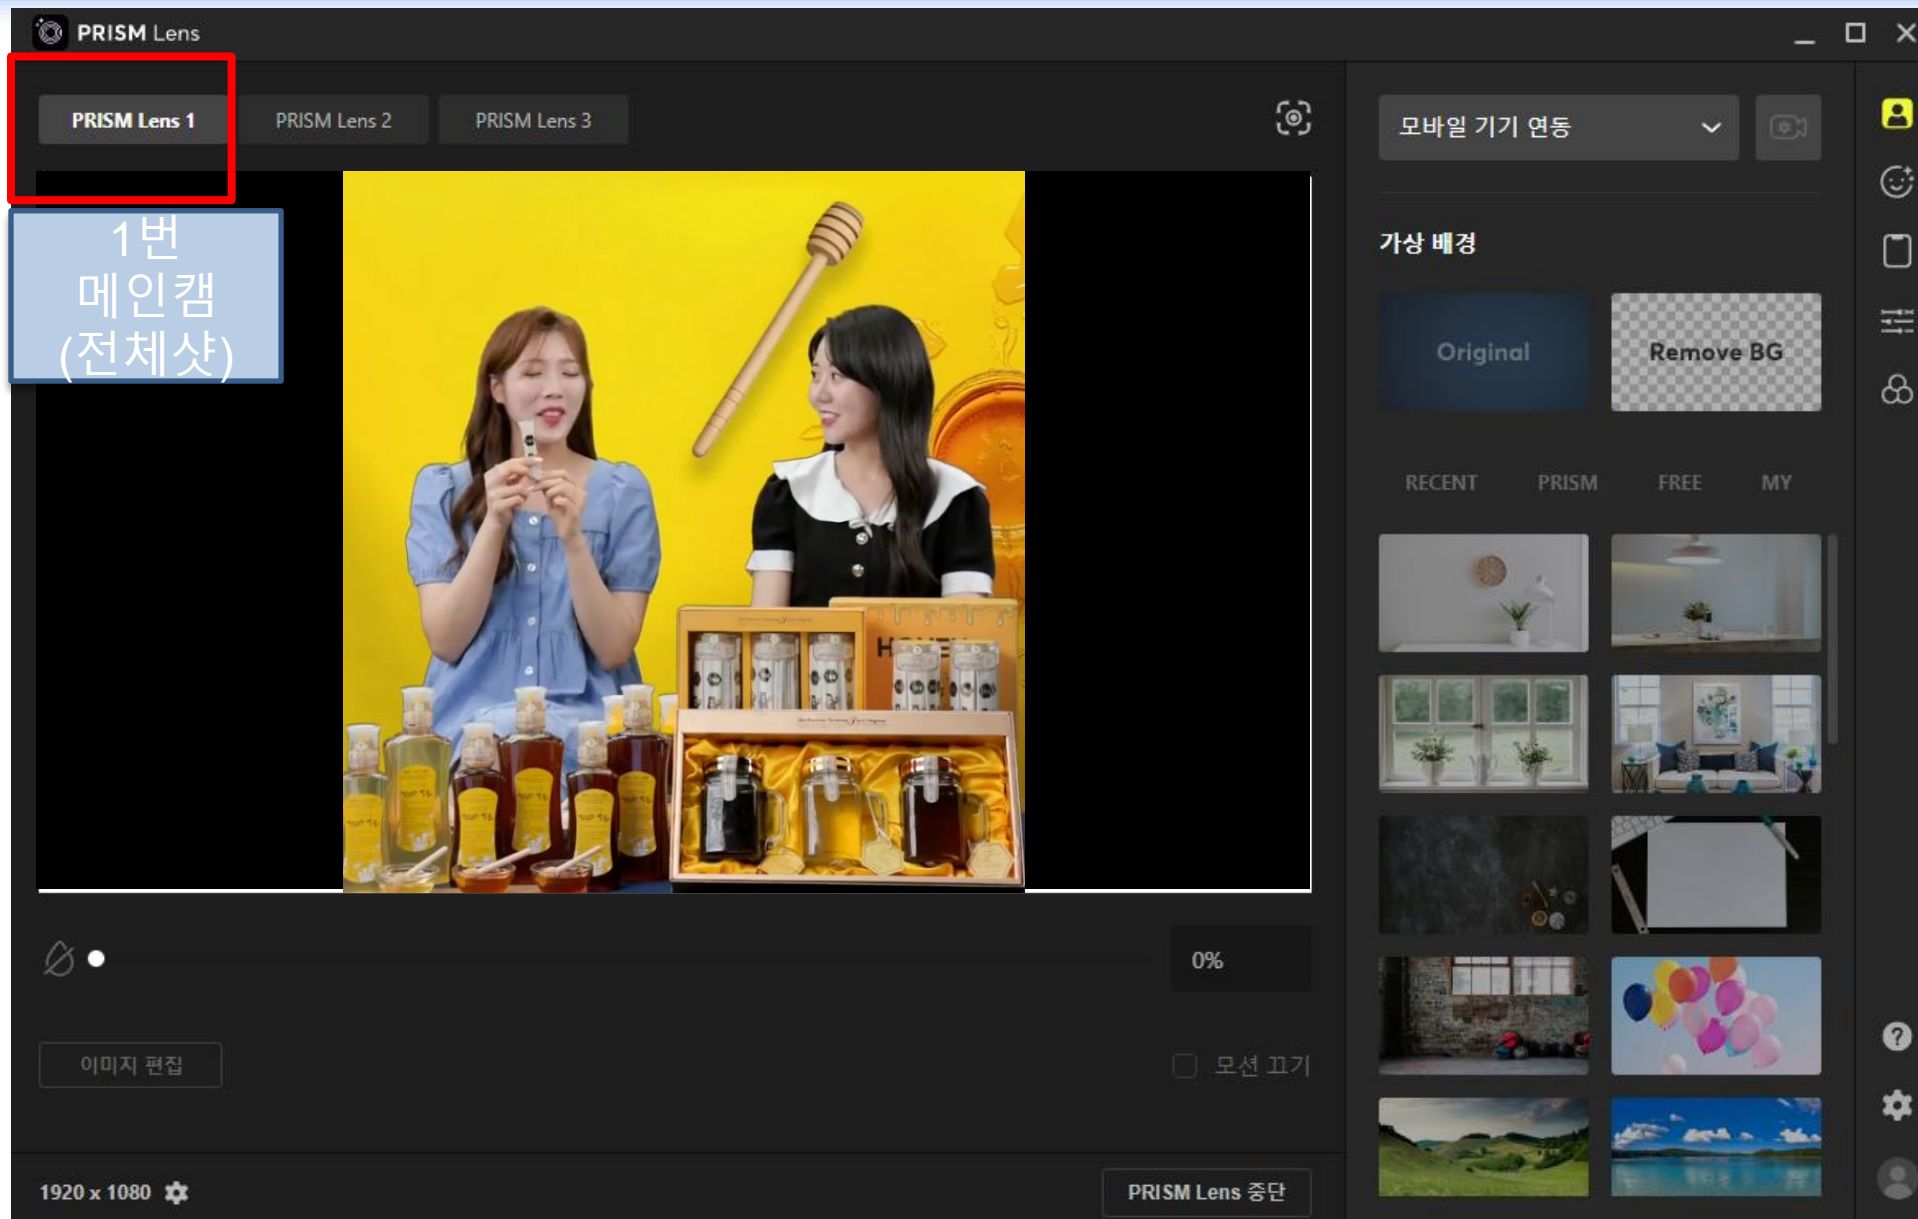 PRISM Lens
PRISM Lens 1
PRISM Lens 2
PRISM Lens 3
모바일 기기 연동
1번
메인캠
(전체샷)
가상 배경
Original
Remove BG
RECENT
PRISM
FREE
MY
0%
이미지 편집
모션 끄기
1920 x 1080
PRISM Lens 중단